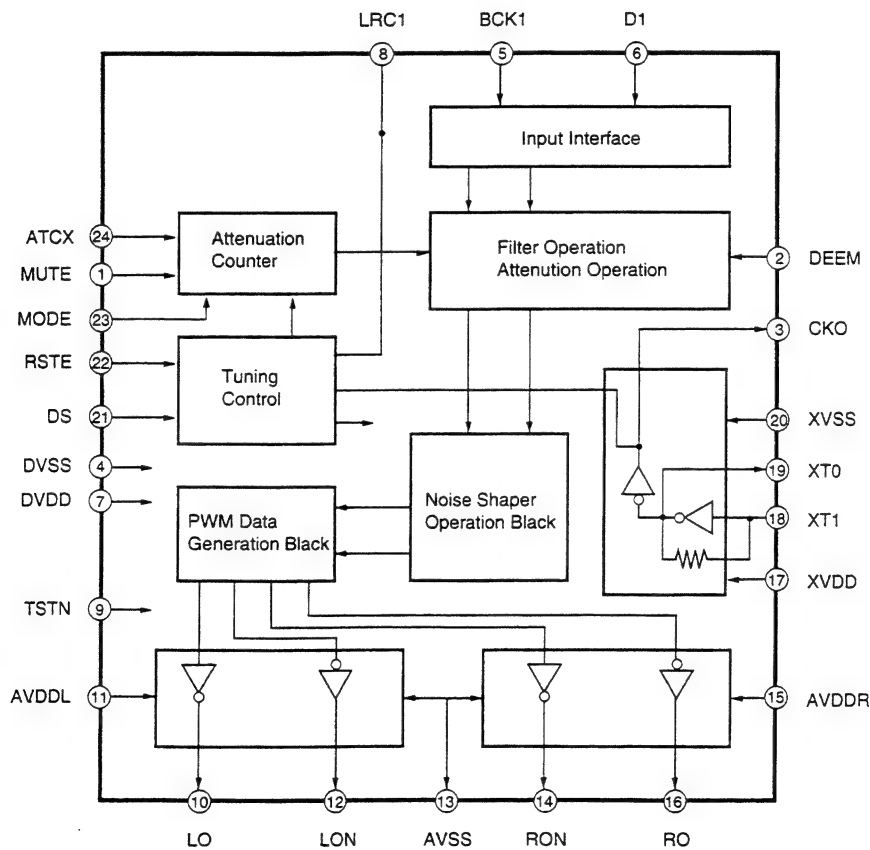 LRC1 BCK1 D1
8 5 6
Input Interface
ATCX 24
Attenuation
Counter
Filter Operation
Attenution Operation
2 DEEM
MUTE 1
MODE 23
3 CKO
RSTE 22
Tuning
Control
DS 21
20 XVSS
DVSS 4
19 XT0
DVDD 7
PWM Data
Generation Black
Noise Shaper
Operation Black
18 XT1
17 XVDD
TSTN 9
AVDDL 11
15 AVDDR
10 12 13 14 16
LO LON AVSS RON RO